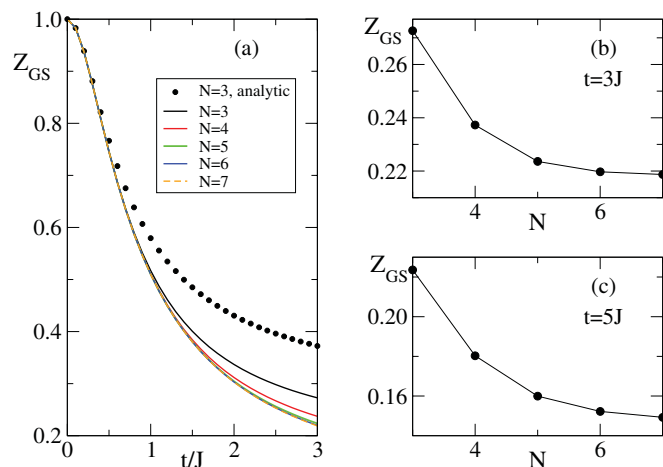 (a)
Z_GS
1.0
0.8
0.6
0.4
0.2
0
1
2
3
t/J
N=3, analytic
N=3
N=4
N=5
N=6
N=7
(b)
t=3J
Z_GS
0.26
0.24
0.22
4
6
N
(c)
t=5J
Z_GS
0.20
0.16
4
6
N